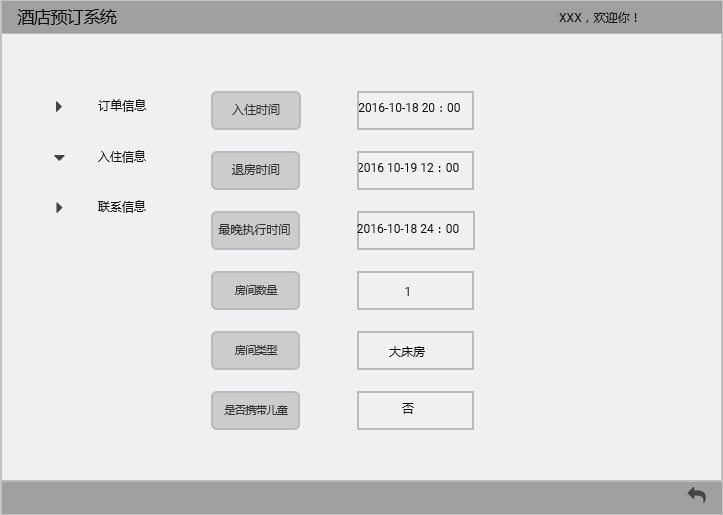 酒店预订系统
XXX，欢迎你！
订单信息
入住时间
2016-10-18 20：00
入住信息
退房时间
2016 10-19 12：00
联系信息
最晚执行时间
2016-10-18 24：00
房间数量
1
房间类型
大床房
是否携带儿童
否